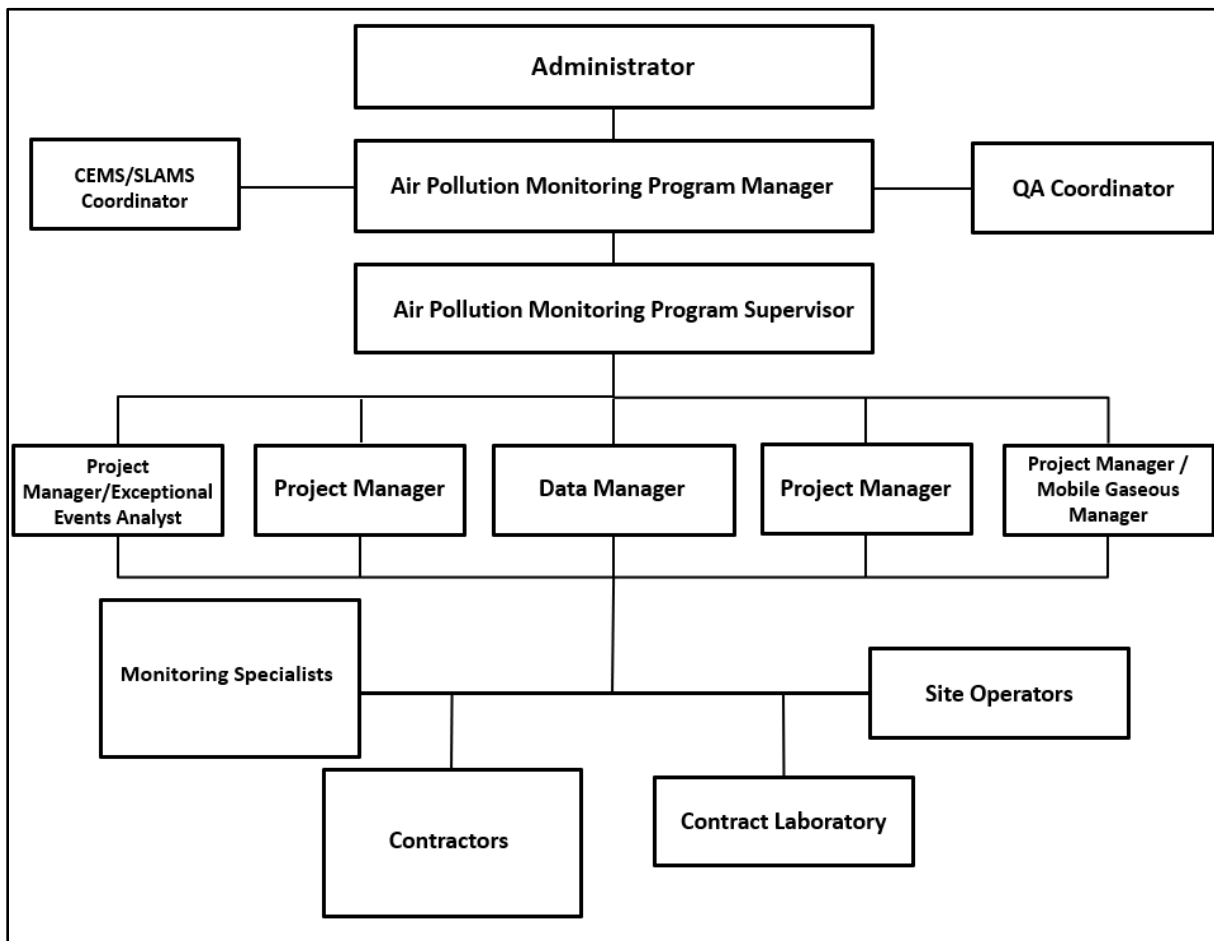 Administrator
CEMS/SLAMS
Coordinator
Air Pollution Monitoring Program Manager
QA Coordinator
Air Pollution Monitoring Program Supervisor
Project
Manager/Exceptional
Events Analyst
Project Manager
Data Manager
Project Manager
Project Manager /
Mobile Gaseous
Manager
Monitoring Specialists
Site Operators
Contractors
Contract Laboratory